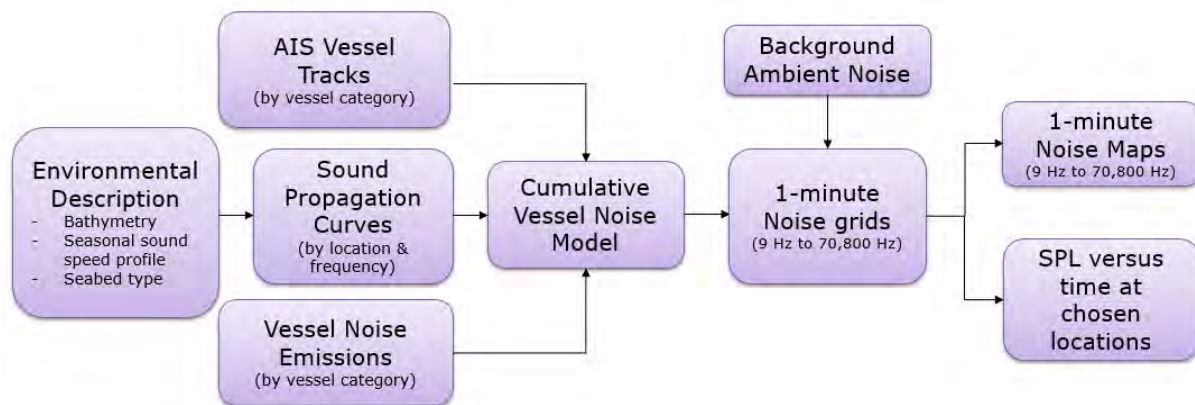 AIS Vessel
Tracks
(by vessel category)
Background
Ambient Noise
Environmental
Description
- Bathymetry
- Seasonal sound
speed profile
- Seabed type
Sound
Propagation
Curves
(by location &
frequency)
Cumulative
Vessel Noise
Model
1-minute
Noise grids
(9 Hz to 70,800 Hz)
1-minute
Noise Maps
(9 Hz to 70,800 Hz)
Vessel Noise
Emissions
(by vessel category)
SPL versus
time at
chosen
locations